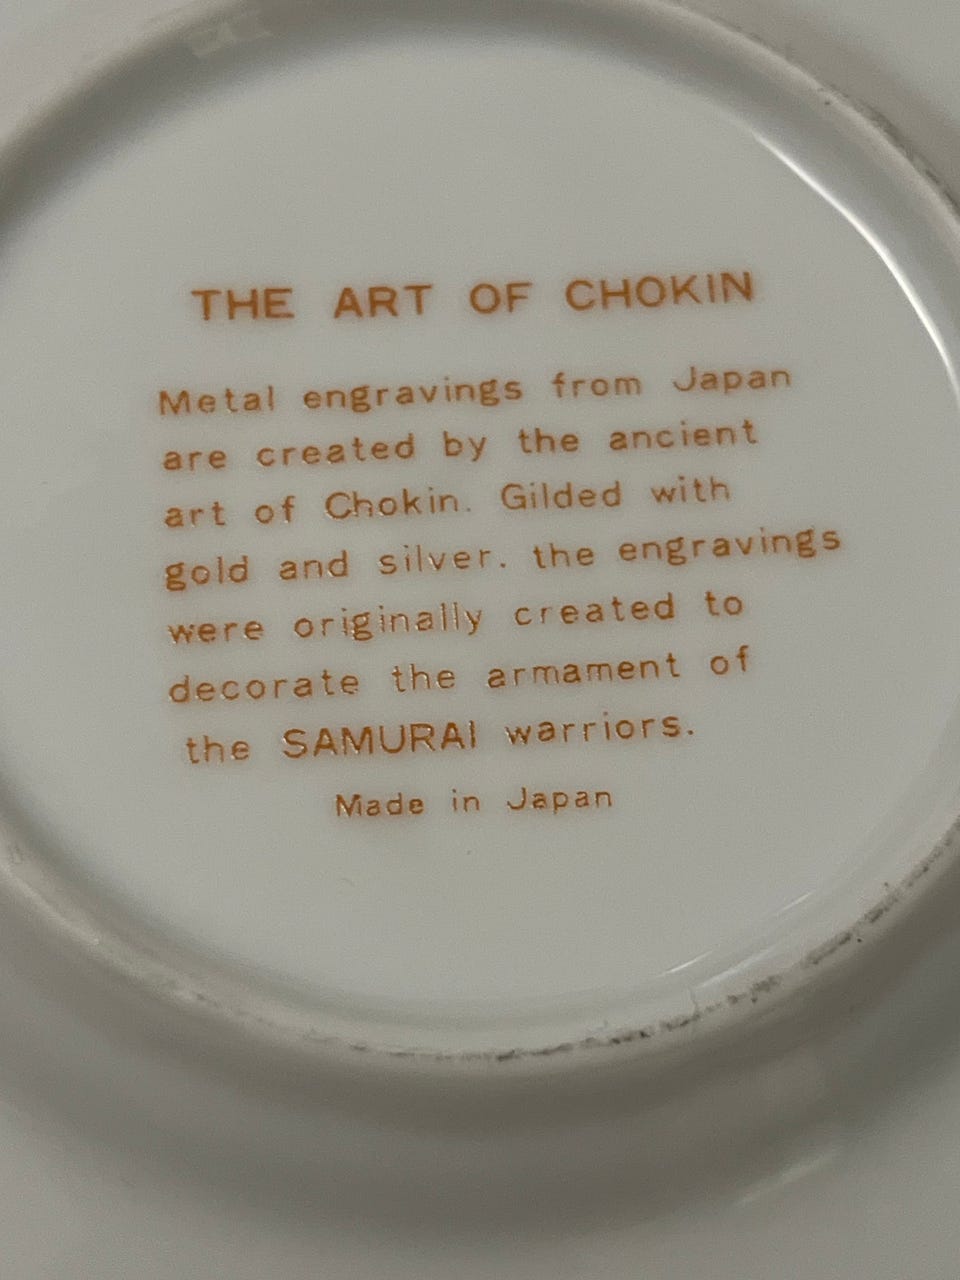 THE ART OF CHOKIN
Metal engravings from Japan
are created by the ancient
art of Chokin. Gilded with
gold and silver. the engravings
were originally created to
decorate the armament of
the SAMURAI warriors.
Made in Japan